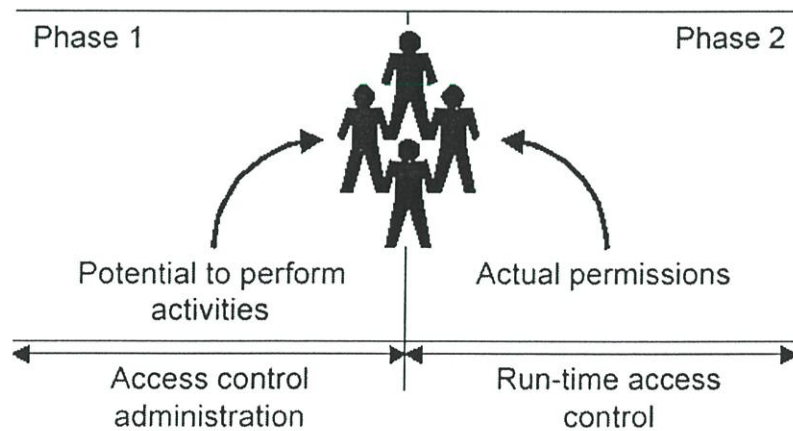 Phase 1
Phase 2
Potential to perform
activities
Actual permissions
Access control
administration
Run-time access
control